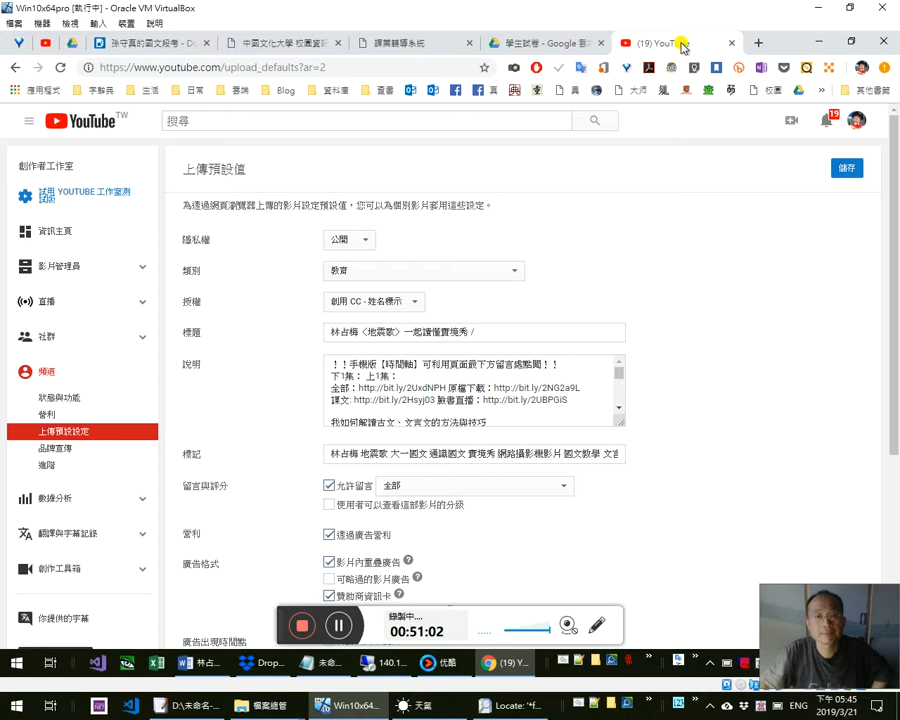 Win10x64pro [執行中] - Oracle VM VirtualBox
檔案 機器 檢視 輸入 裝置 說明
孫守真的國文段考 - D
中國文化大學 校園資訊
課業輔導系統
學生試卷 - Google 雲
(19) YouT
https://www.youtube.com/upload_defaults?ar=2
應用程式 字辭典 生活 日常 雲端 Blog 資料庫 查書 真 真 大師 校園 其他書籤
YouTube TW
搜尋
19
創作者工作室
試用 YOUTUBE 工作室測試版
資訊主頁
影片管理員
直播
社群
頻道
狀態與功能
營利
上傳預設設定
品牌宣傳
進階
數據分析
翻譯與字幕記錄
創作工具箱
你提供的字幕
上傳預設值
儲存
為透過網頁瀏覽器上傳的影片設定預設值，您可以為個別影片套用這些設定。
隱私權 公開
類別 教育
授權 創用 CC - 姓名標示
標題 林占梅〈地震歌〉一起讀懂賣境秀 /
說明
！！手機版【時間軸】可利用頁面最下方留言處點閱！！
下1集： 上1集：
全部：http://bit.ly/2UxdNPH 原檔下載：http://bit.ly/2NG2a9L
課文: http://bit.ly/2Hsyj03 臉書直播：http://bit.ly/2UBPGiS
我如何解讀古文、文言文的方法與技巧
標記 林占梅 地震歌 大一國文 通識國文 賣境秀 網路攝影機影片 國文教學 文言
留言與評分 允許留言 全部
使用者可以查看這部影片的分級
營利 透過廣告營利
廣告格式 影片內重疊廣告
可略過的影片廣告
贊助商資訊卡
廣告出現時間點
錄製中....
00:51:02
林占... Drop... 未命... 140.1... 优酷 (19) Y...
D:\未命名-... 檔案總管 Win10x64... 天氣 Locate: '*f...
ENG
下午 05:45
2019/3/21